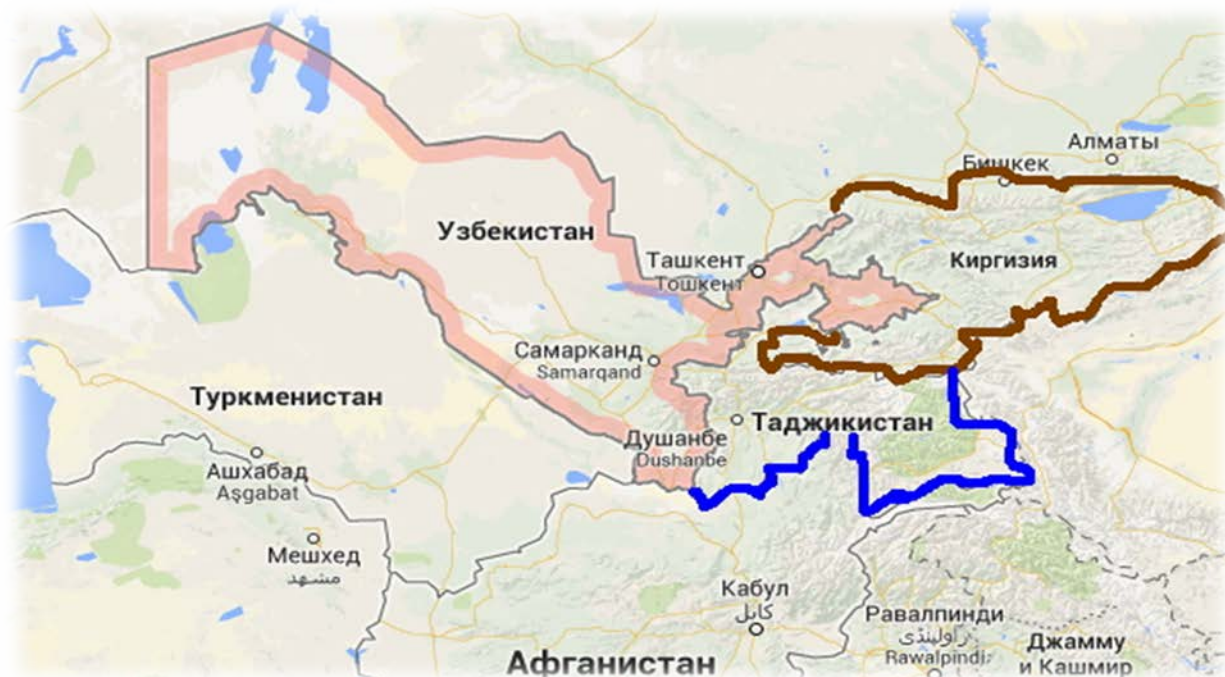 Алматы
Бишкек
Узбекистан
Ташкент
Тошкент
Киргизия
Самарканд
Samarqand
Туркменистан
Таджикистан
Душанбе
Dushanbe
Ашхабад
Aşgabat
Мешхед
مشهد
Кабул
كابل
Равалпинди
راولپنڈی
Rawalpindi
Джамму
и Кашмир
Афганистан